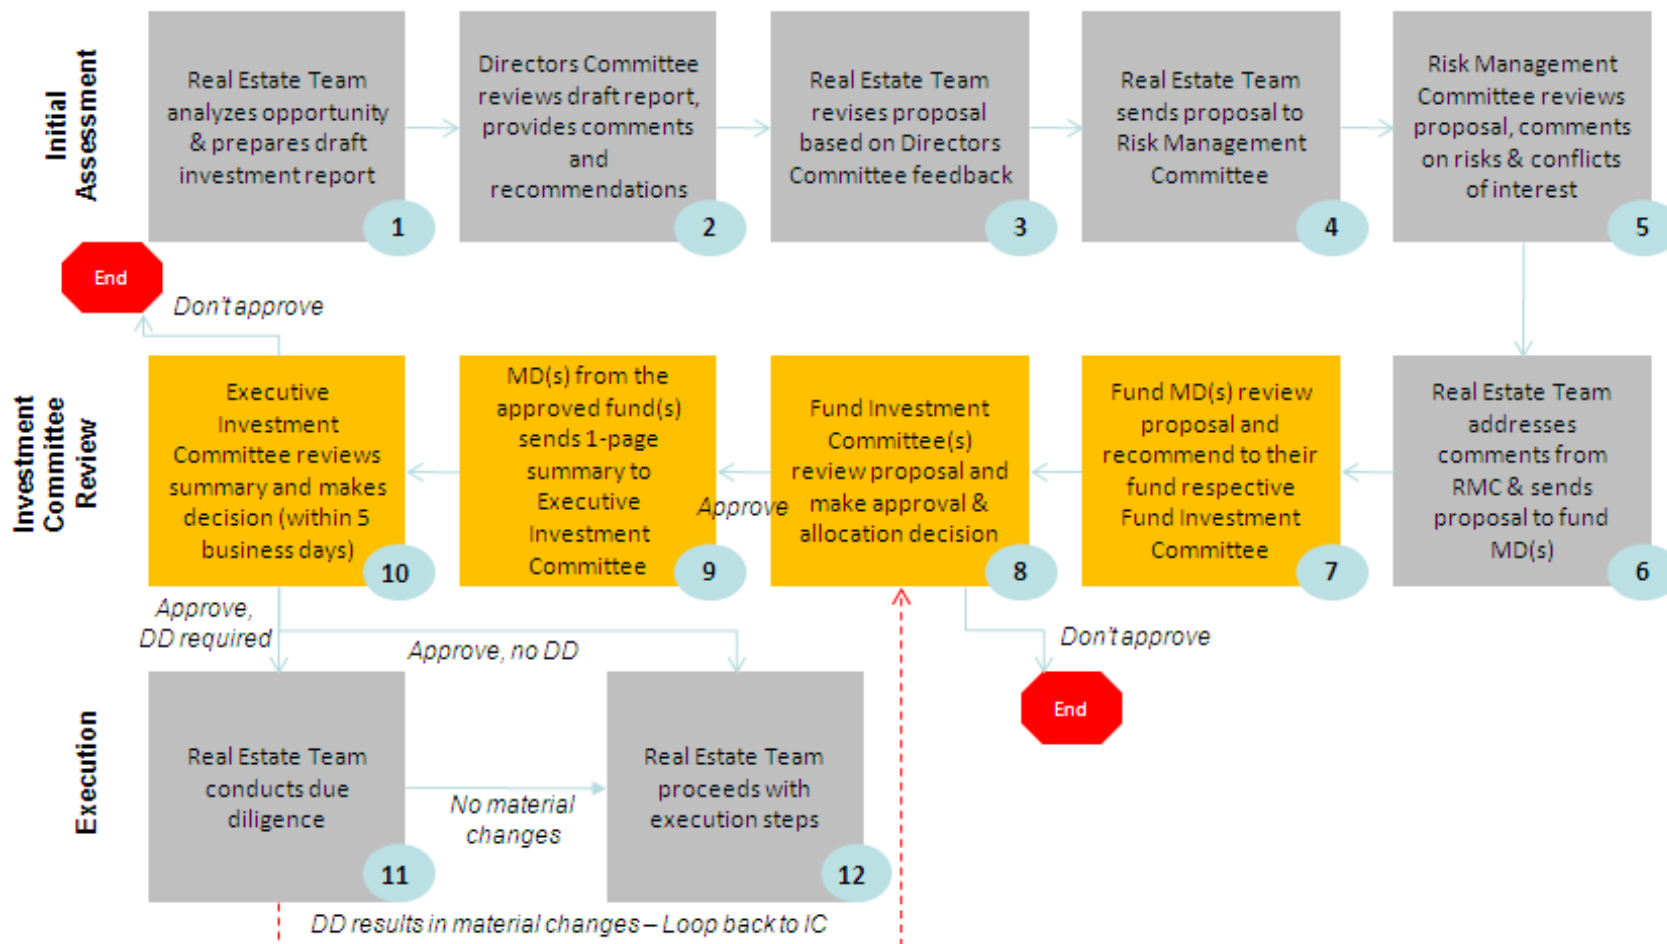 Initial
Assessment
Real Estate Team
analyzes opportunity
& prepares draft
investment report
1
Directors Committee
reviews draft report,
provides comments
and
recommendations
2
Real Estate Team
revises proposal
based on Directors
Committee feedback
3
Real Estate Team
sends proposal to
Risk Management
Committee
4
Risk Management
Committee reviews
proposal, comments
on risks & conflicts
of interest
5
End
Don't approve
Investment
Committee
Review
Executive
Investment
Committee reviews
summary and makes
decision (within 5
business days)
10
MD(s) from the
approved fund(s)
sends 1-page
summary to
Executive
Investment
Committee
9
Approve
Fund Investment
Committee(s)
review proposal and
make approval &
allocation decision
8
Fund MD(s) review
proposal and
recommend to their
fund respective
Fund Investment
Committee
7
Real Estate Team
addresses
comments from
RMC & sends
proposal to fund
MD(s)
6
Approve,
DD required
Approve, no DD
Don't approve
End
Execution
Real Estate Team
conducts due
diligence
11
No material
changes
Real Estate Team
proceeds with
execution steps
12
DD results in material changes – Loop back to IC